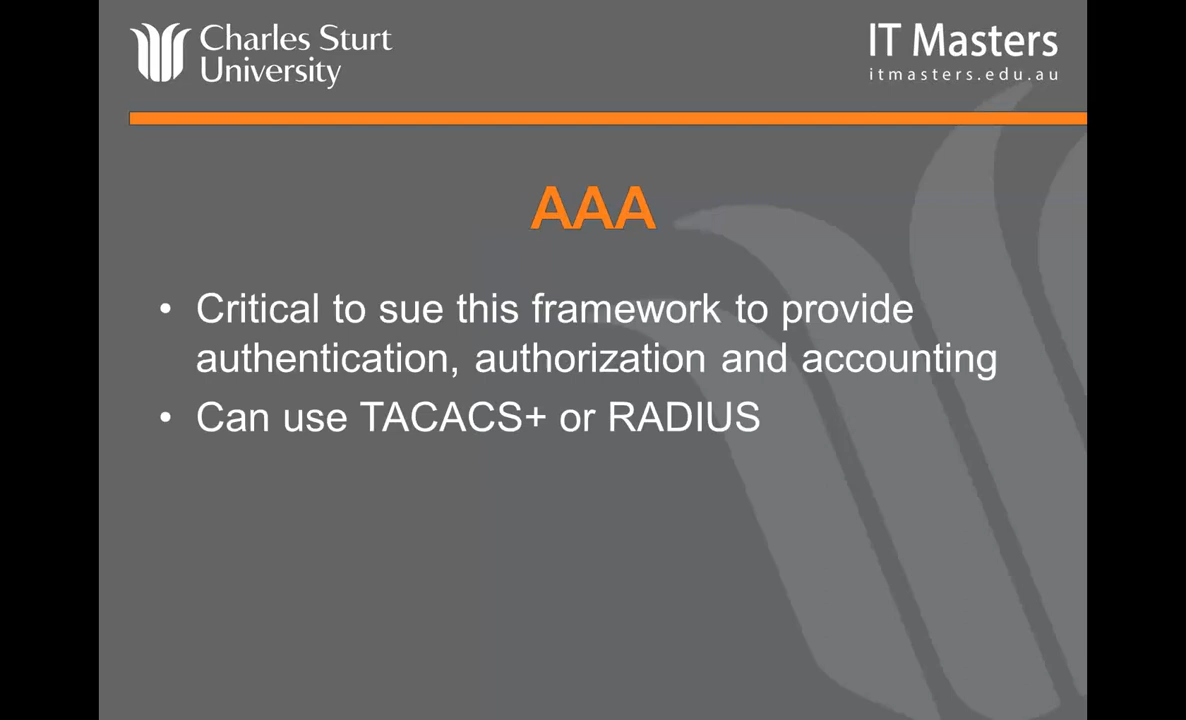 Charles Sturt
University
IT Masters
itmasters.edu.au
AAA
• Critical to sue this framework to provide
authentication, authorization and accounting
• Can use TACACS+ or RADIUS